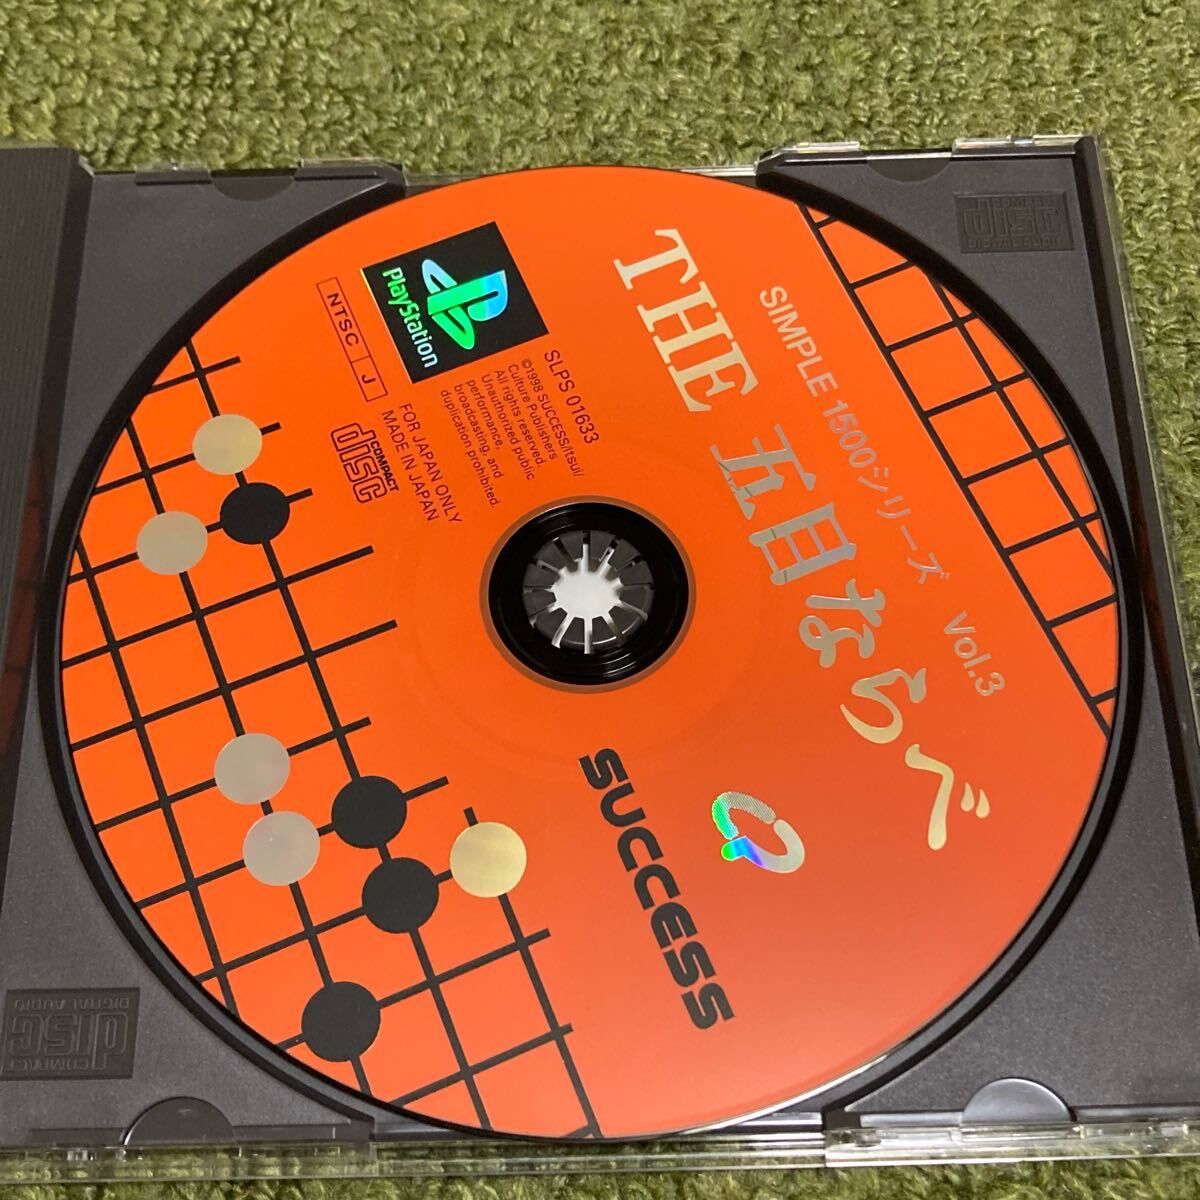 SIMPLE 1500シリーズ Vol.3
THE 五目ならべ
PlayStation
NTSC J
SLPS 01633
©1998 SUCCESS/Itsui/
Culture Publishers
All rights reserved.
Unauthorized public
performance,
broadcasting, and
duplication prohibited.
FOR JAPAN ONLY
MADE IN JAPAN
COMPACT
disc
SUCCESS
COMPACT
disc
DIGITAL AUDIO
COMPACT
disc
DIGITAL AUDIO